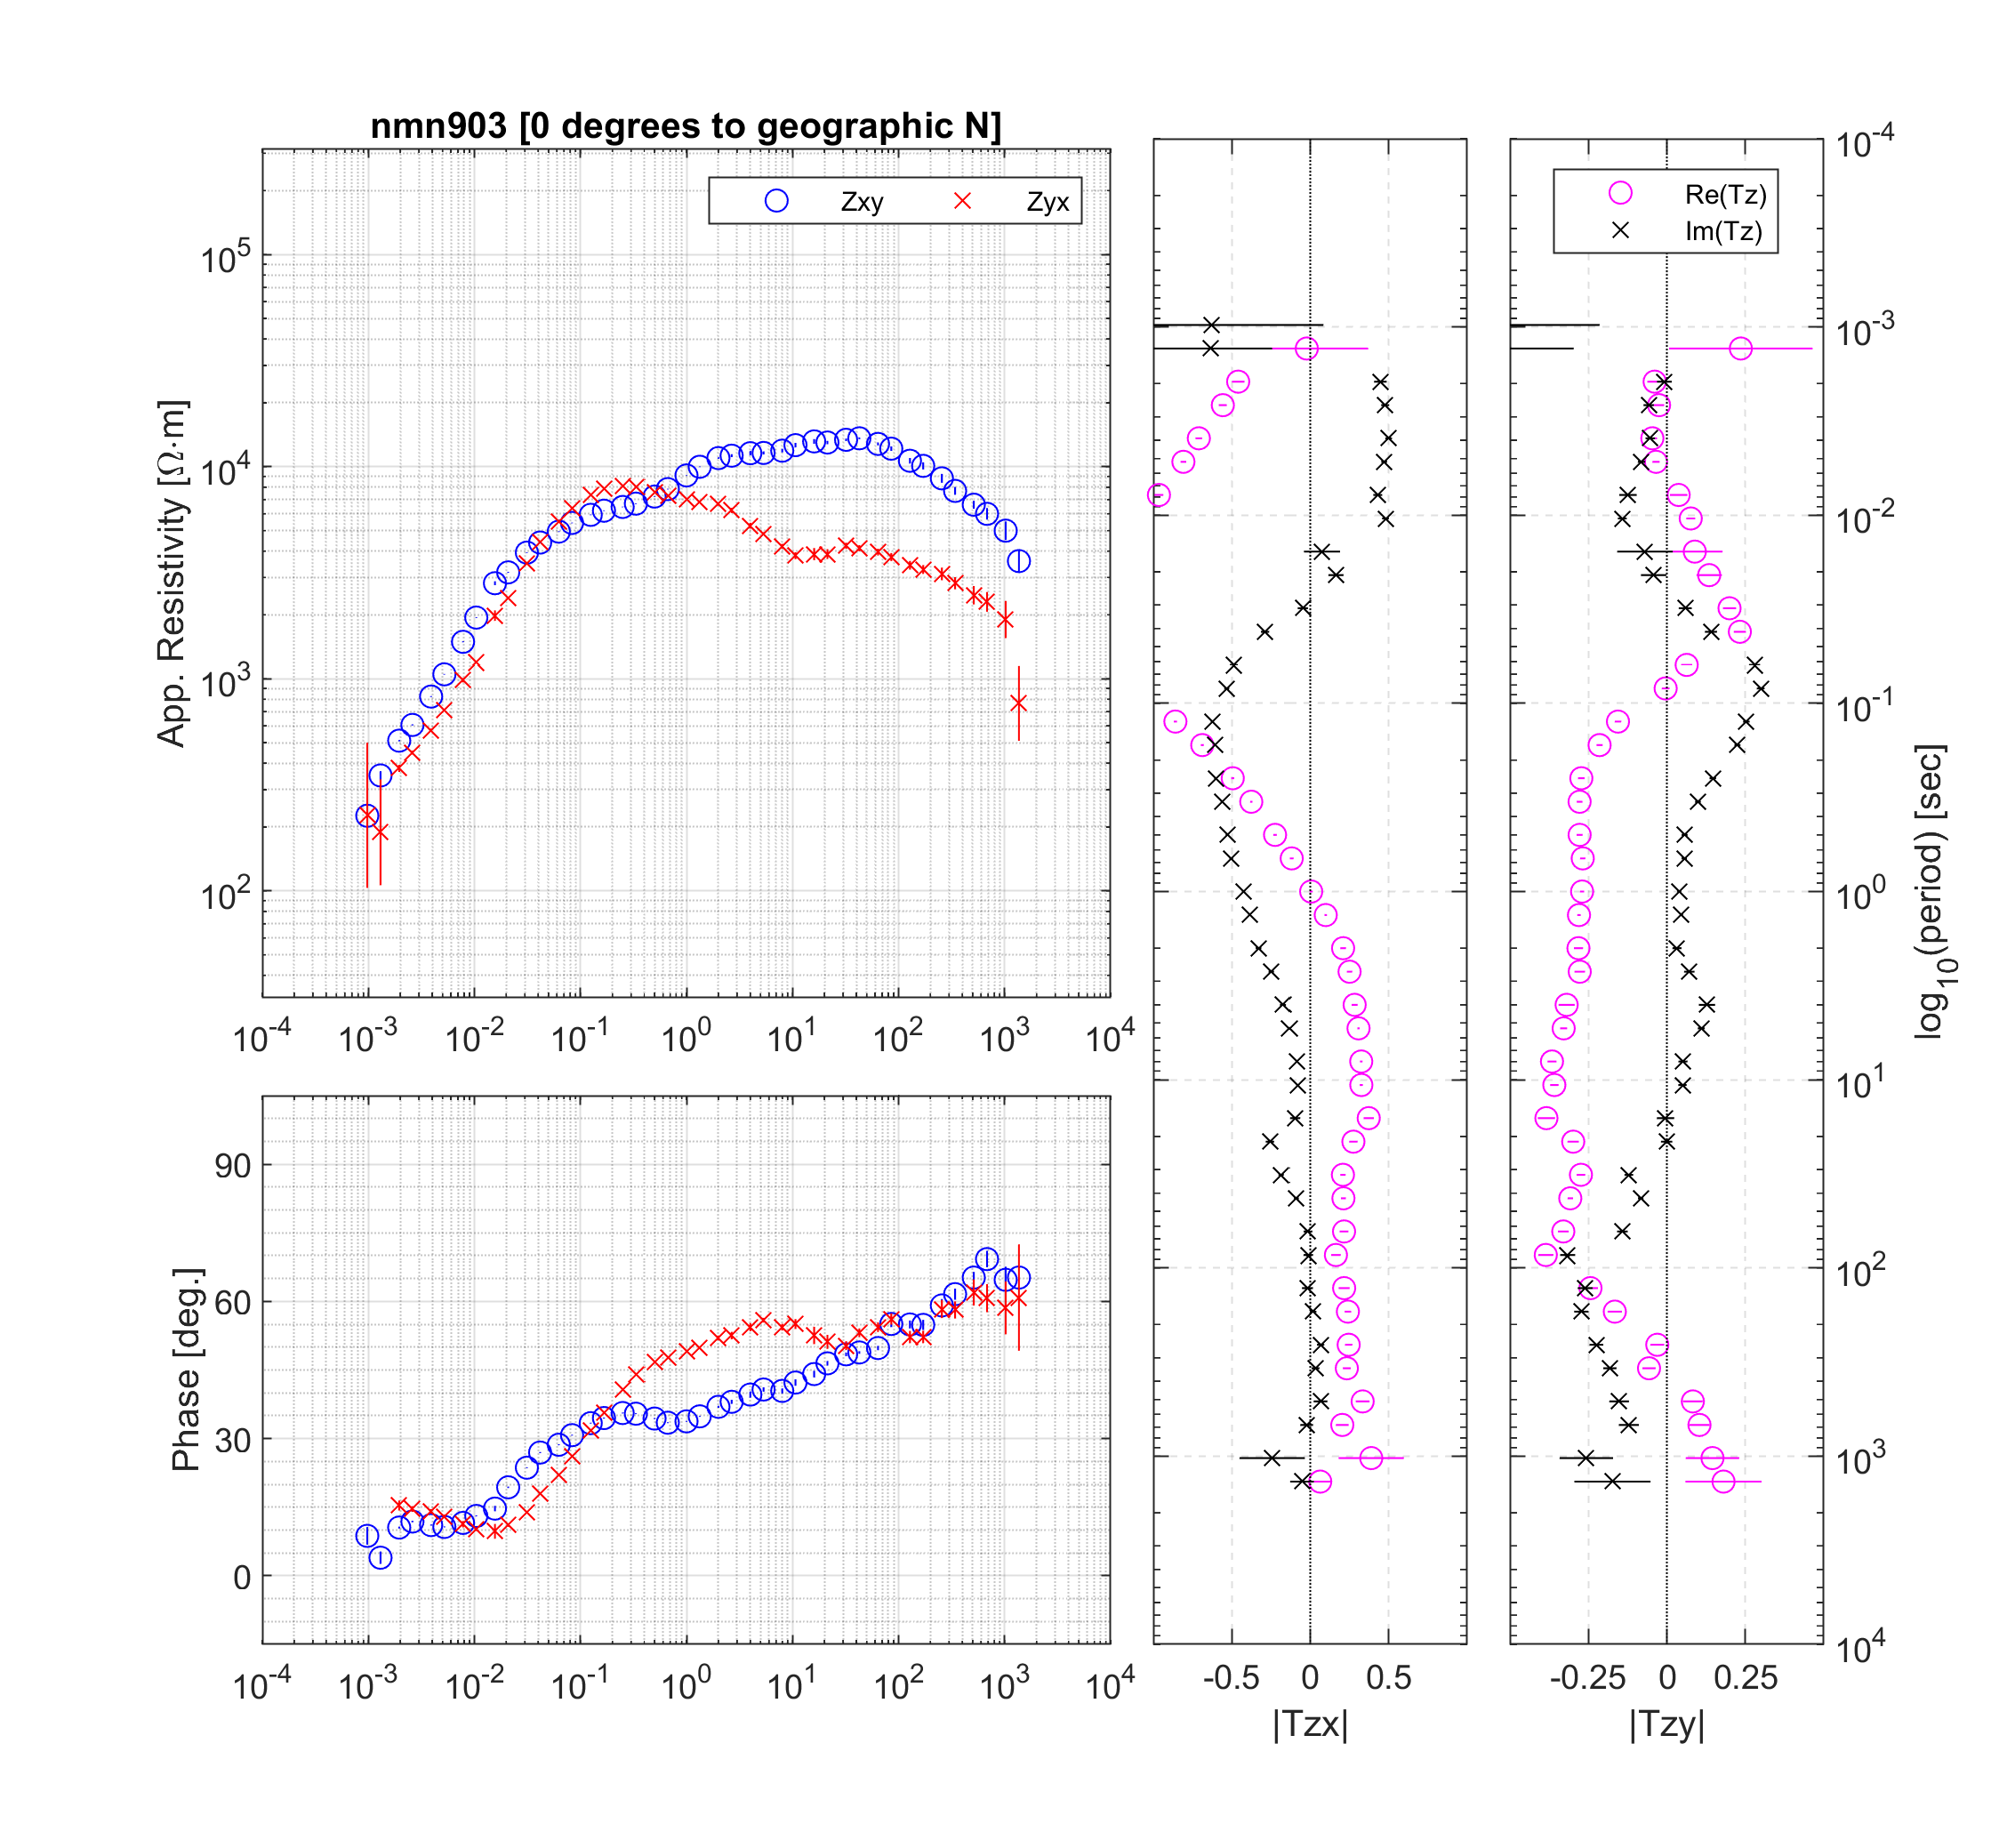 nmn903 [0 degrees to geographic N]
Zxy Zyx
App. Resistivity [Ω·m]
10^5
10^4
10^3
10^2
10^-4 10^-3 10^-2 10^-1 10^0 10^1 10^2 10^3 10^4
Phase [deg.]
90
60
30
0
10^-4 10^-3 10^-2 10^-1 10^0 10^1 10^2 10^3 10^4
-0.5 0 0.5
|Tzx|
Re(Tz)
Im(Tz)
-0.25 0 0.25
|Tzy|
10^-4
10^-3
10^-2
10^-1
10^0
10^1
10^2
10^3
10^4
log_10(period) [sec]